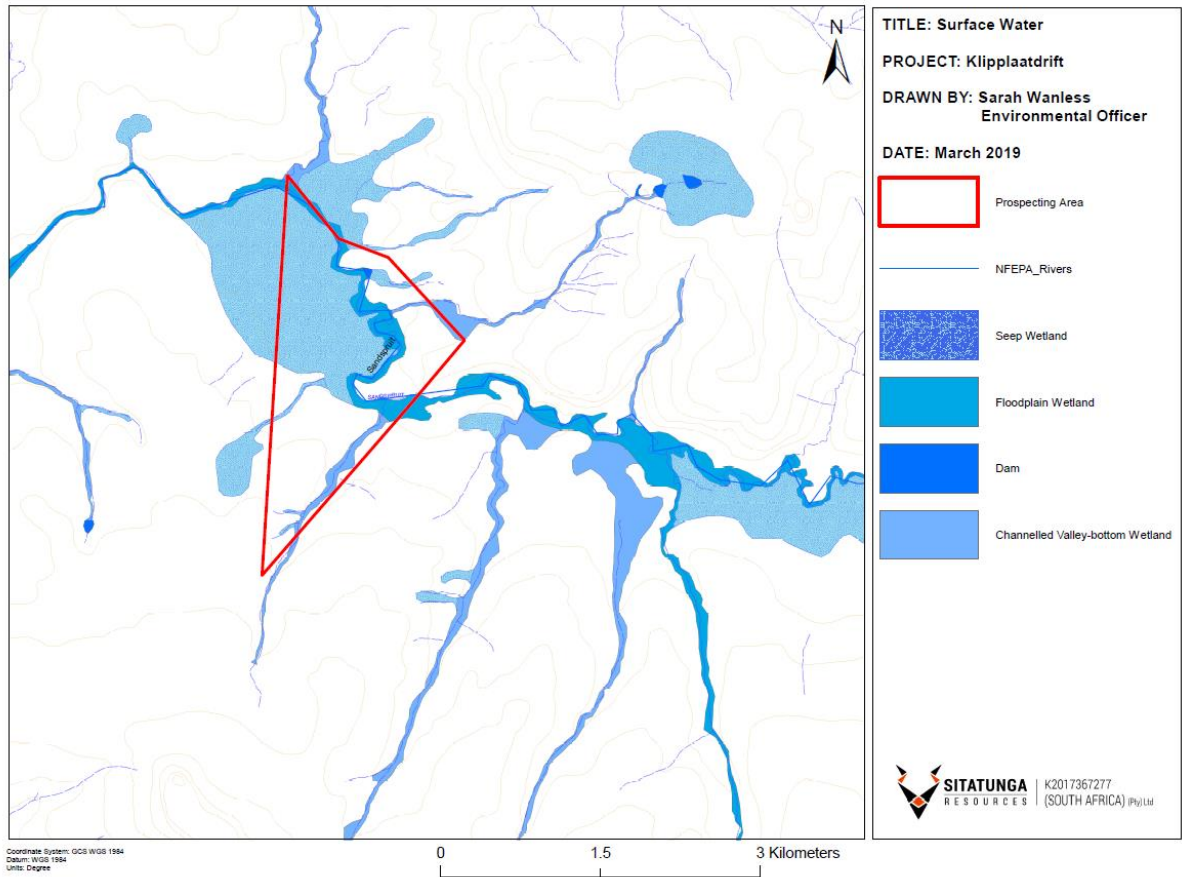 N
Sandspruit
TITLE: Surface Water
PROJECT: Klipplaatdrift
DRAWN BY: Sarah Wanless
Environmental Officer
DATE: March 2019
Prospecting Area
NFEPA_Rivers
Seep Wetland
Floodplain Wetland
Dam
Channelled Valley-bottom Wetland
SITATUNGA
RESOURCES
K2017367277
(SOUTH AFRICA) (Pty) Ltd
Coordinate System: GCS WGS 1984
Datum: WGS 1984
Units: Degree
0 1.5 3 Kilometers